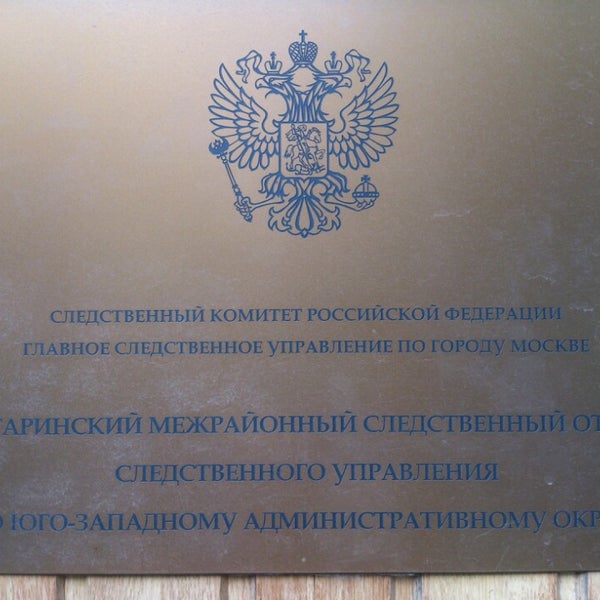 СЛЕДСТВЕННЫЙ КОМИТЕТ РОССИЙСКОЙ ФЕДЕРАЦИИ
ГЛАВНОЕ СЛЕДСТВЕННОЕ УПРАВЛЕНИЕ ПО ГОРОДУ МОСКВЕ
МЕЖРАЙОННЫЙ СЛЕДСТВЕННЫЙ
СЛЕДСТВЕННОГО УПРАВЛЕНИЯ
ЮГО-ЗАПАДНОМУ АДМИНИСТРАТИВНОМУ